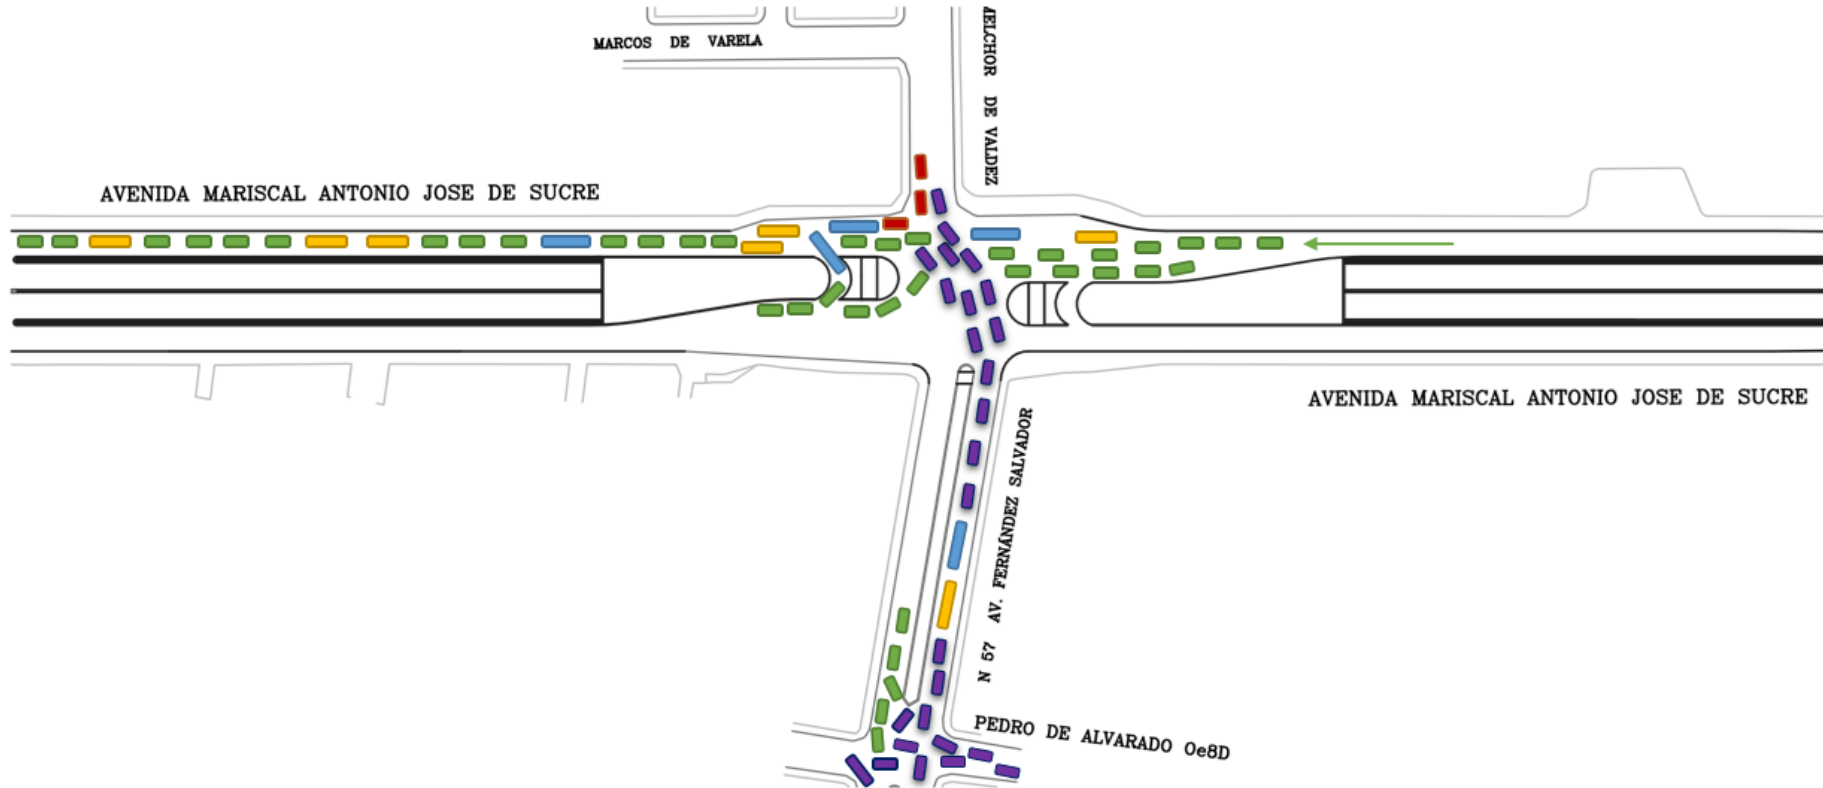 MARCOS DE VARELA
MELCHOR DE VALDEZ
AVENIDA MARISCAL ANTONIO JOSE DE SUCRE
AVENIDA MARISCAL ANTONIO JOSE DE SUCRE
N 57 AV. FERNÁNDEZ SALVADOR
PEDRO DE ALVARADO Oe8D